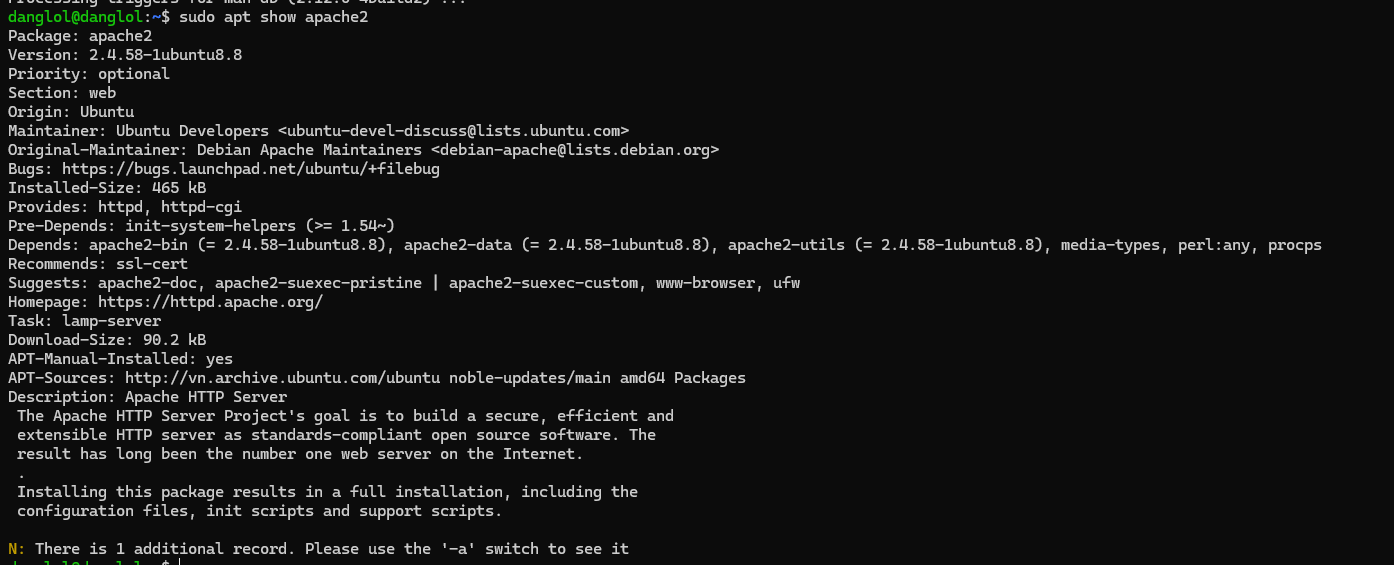 danglol@danglol:~$ sudo apt show apache2
Package: apache2
Version: 2.4.58-1ubuntu8.8
Priority: optional
Section: web
Origin: Ubuntu
Maintainer: Ubuntu Developers <ubuntu-devel-discuss@lists.ubuntu.com>
Original-Maintainer: Debian Apache Maintainers <debian-apache@lists.debian.org>
Bugs: https://bugs.launchpad.net/ubuntu/+filebug
Installed-Size: 465 kB
Provides: httpd, httpd-cgi
Pre-Depends: init-system-helpers (>= 1.54~)
Depends: apache2-bin (= 2.4.58-1ubuntu8.8), apache2-data (= 2.4.58-1ubuntu8.8), apache2-utils (= 2.4.58-1ubuntu8.8), media-types, perl:any, procps
Recommends: ssl-cert
Suggests: apache2-doc, apache2-suexec-pristine | apache2-suexec-custom, www-browser, ufw
Homepage: https://httpd.apache.org/
Task: lamp-server
Download-Size: 90.2 kB
APT-Manual-Installed: yes
APT-Sources: http://vn.archive.ubuntu.com/ubuntu noble-updates/main amd64 Packages
Description: Apache HTTP Server
 The Apache HTTP Server Project's goal is to build a secure, efficient and
 extensible HTTP server as standards-compliant open source software. The
 result has long been the number one web server on the Internet.
 .
 Installing this package results in a full installation, including the
 configuration files, init scripts and support scripts.
N: There is 1 additional record. Please use the '-a' switch to see it